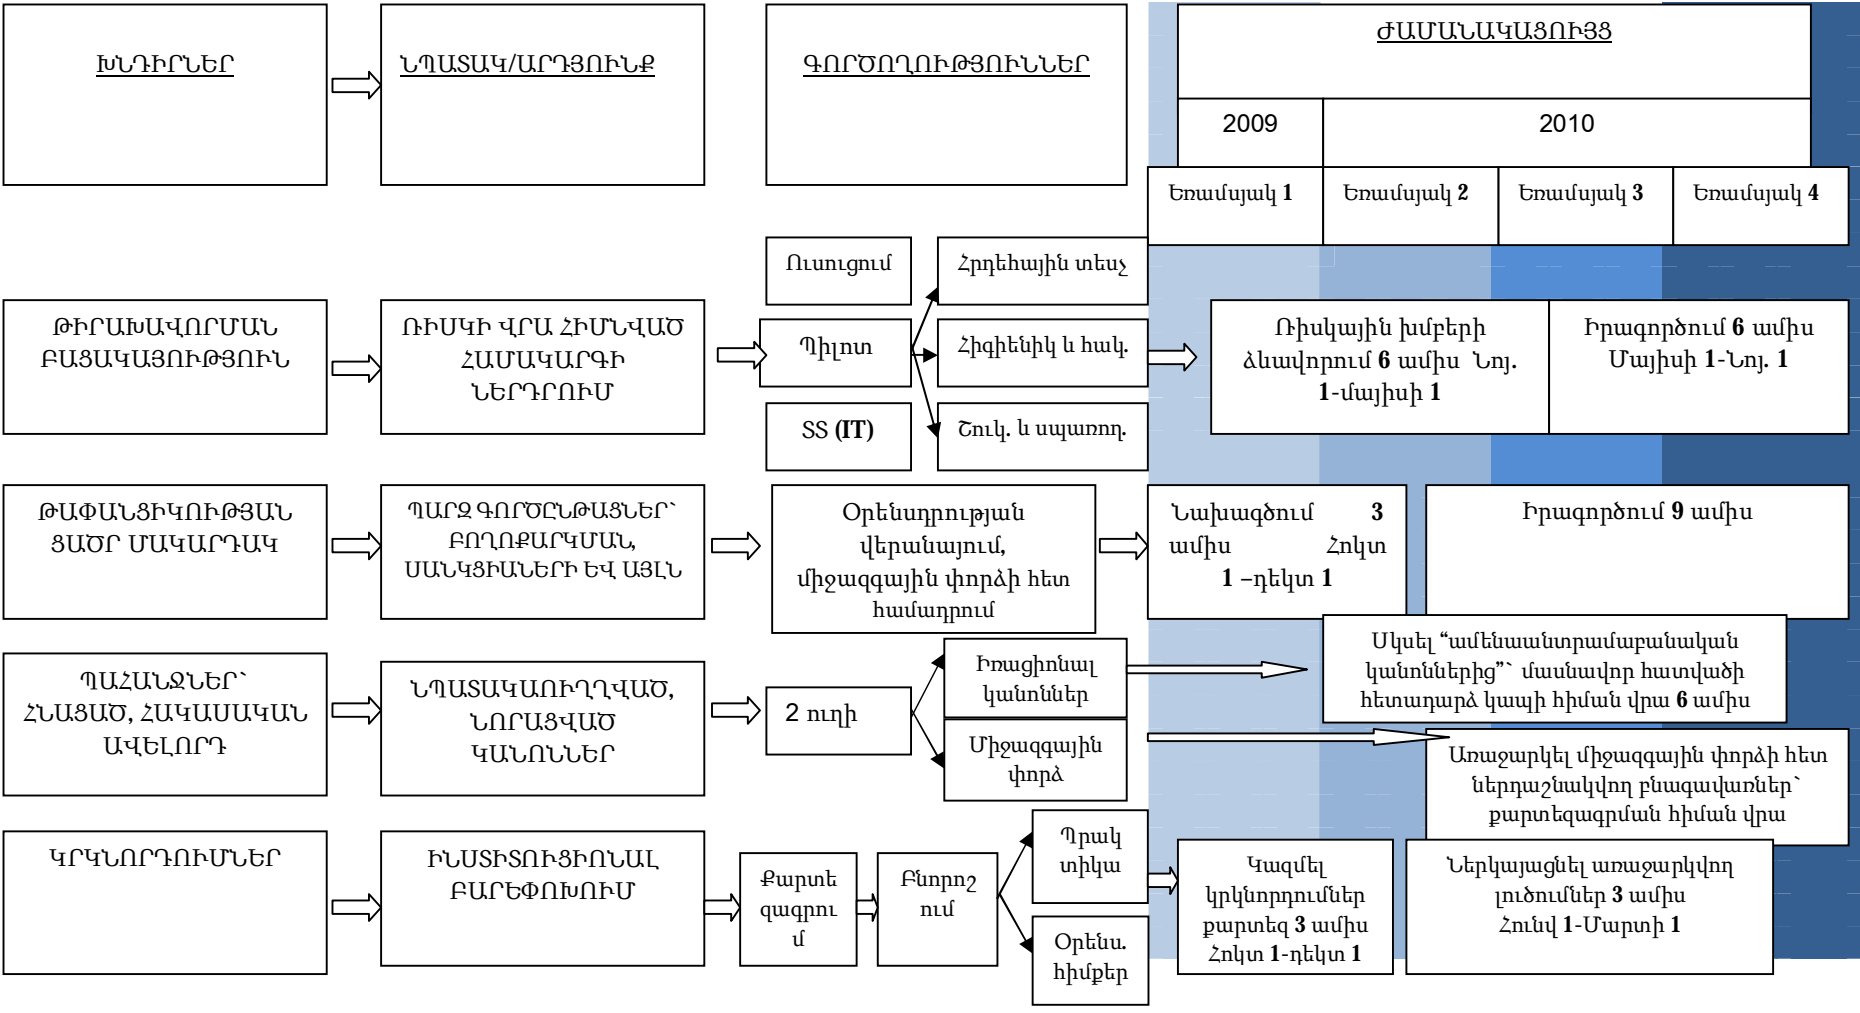 ԽՆԴԻՐՆԵՐ
ՆՊԱՏԱԿ/ԱՐԴՅՈՒՆՔ
ԳՈՐԾՈՂՈՒԹՅՈՒՆՆԵՐ
ԺԱՄԱՆԱԿԱՑՈՒՅՑ
2009
2010
Եռամսյակ 1
Եռամսյակ 2
Եռամսյակ 3
Եռամսյակ 4
ԹԻՐԱԽԱՎՈՐՄԱՆ
ԲԱՑԱԿԱՅՈՒԹՅՈՒՆ
ՌԻՍԿԻ ՎՐԱ ՀԻՄՆՎԱԾ
ՀԱՄԱԿԱՐԳԻ
ՆԵՐԴՐՈՒՄ
Ուսուցում
Պիլոտ
ՏՏ (IT)
Հրդեհային տեսչ
Հիգիենիկ և հակ.
Շուկ. և սպառող.
Ռիսկային խմբերի
ձևավորում 6 ամիս Նոյ.
1-մայիսի 1
Իրագործում 6 ամիս
Մայիսի 1-Նոյ. 1
ԹԱՓԱՆՑԻԿՈՒԹՅԱՆ
ՑԱԾՐ ՄԱԿԱՐԴԱԿ
ՊԱՐԶ ԳՈՐԾԸՆԹԱՑՆԵՐ՝
ԲՈՂՈՔԱՐԿՄԱՆ,
ՍԱՆԿՑԻԱՆԵՐԻ ԵՎ ԱՅԼՆ
Օրենսդրության
վերանայում,
միջազգային փորձի հետ
համադրում
Նախագծում 3
ամիս Հոկտ
1 –դեկտ 1
Իրագործում 9 ամիս
ՊԱՀԱՆՋՆԵՐ՝
ՀՆԱՑԱԾ, ՀԱԿԱՍԱԿԱՆ
ԱՎԵԼՈՐԴ
ՆՊԱՏԱԿԱՈՒՂՂՎԱԾ,
ՆՈՐԱՑՎԱԾ
ԿԱՆՈՆՆԵՐ
2 ուղի
Իռացիոնալ
կանոններ
Միջազգային
փորձ
Սկսել “ամենաանտրամաբանական
կանոններից”՝ մասնավոր հատվածի
հետադարձ կապի հիման վրա 6 ամիս
Առաջարկել միջազգային փորձի հետ
ներդաշնակվող բնագավառներ՝
քարտեզագրման հիման վրա
ԿՐԿՆՈՐԴՈՒՄՆԵՐ
ԻՆՍՏԻՏՈՒՑԻՈՆԱԼ
ԲԱՐԵՓՈԽՈՒՄ
Քարտե
զագրու
մ
Բնորոշ
ում
Պրակ
տիկա
Օրենս.
հիմքեր
Կազմել
կրկնորդումներ
քարտեզ 3 ամիս
Հոկտ 1-դեկտ 1
Ներկայացնել առաջարկվող
լուծումներ 3 ամիս
Հունվ 1-Մարտի 1